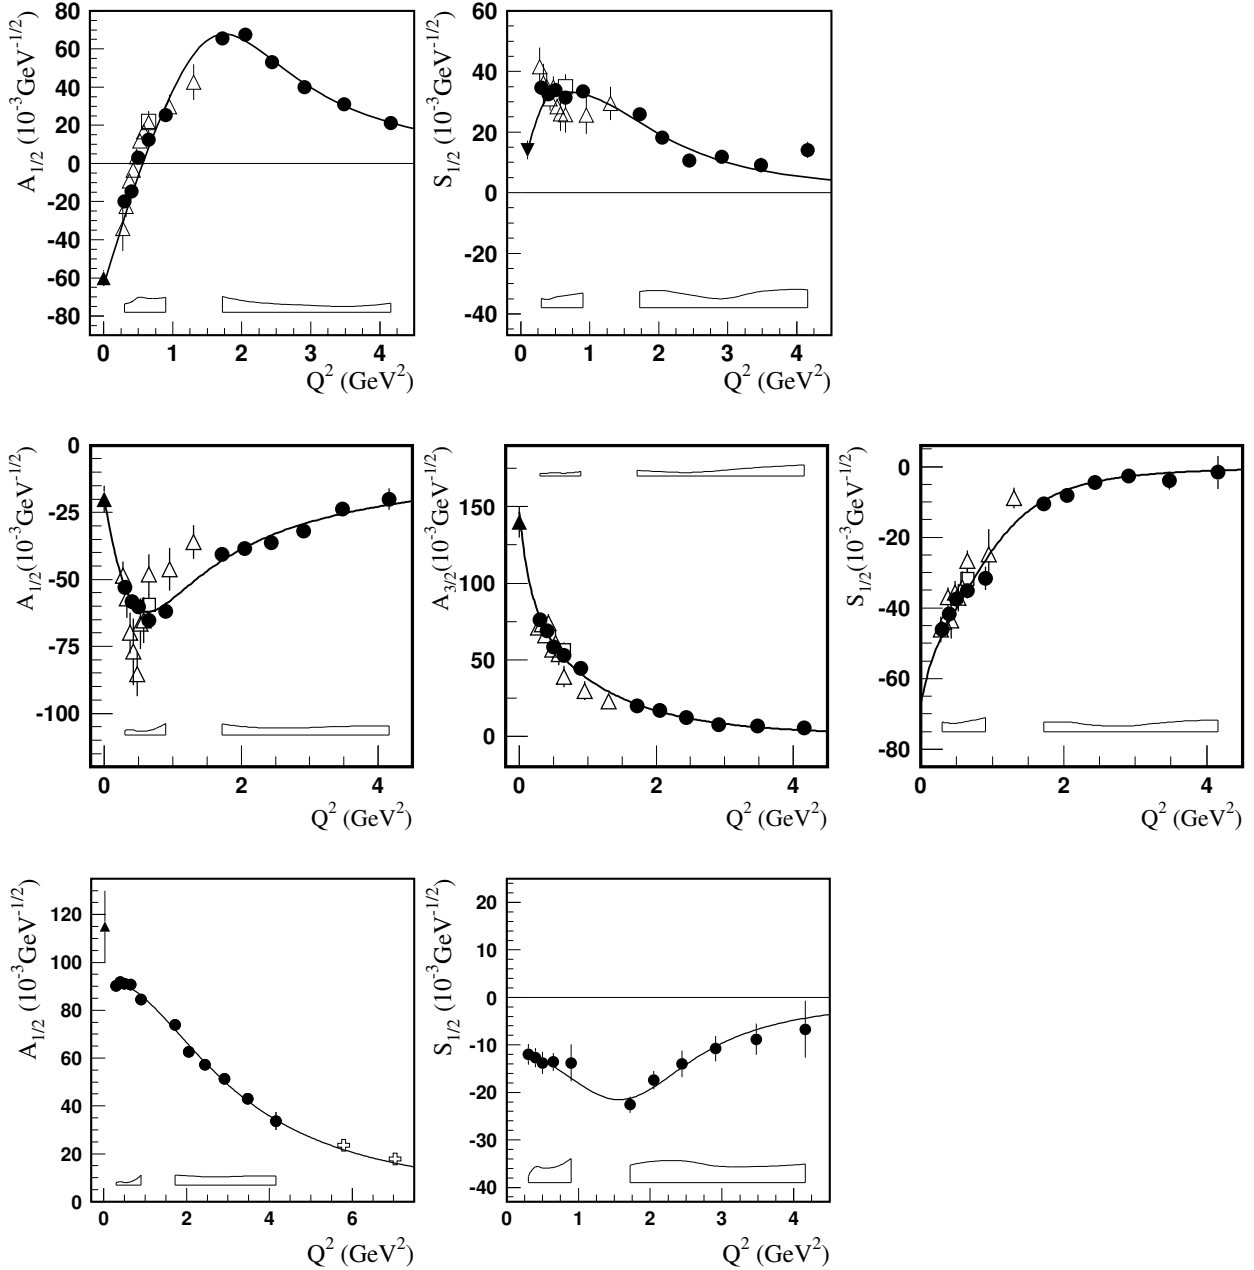 A1/2 (10-3GeV-1/2)
80
60
40
20
0
-20
-40
-60
-80
0 1 2 3 4
Q2 (GeV2)
S1/2 (10-3GeV-1/2)
60
40
20
0
-20
-40
0 1 2 3 4
Q2 (GeV2)
A1/2(10-3GeV-1/2)
0
-25
-50
-75
-100
0 2 4
Q2 (GeV2)
A3/2(10-3GeV-1/2)
150
100
50
0
0 2 4
Q2 (GeV2)
S1/2(10-3GeV-1/2)
0
-20
-40
-60
-80
0 2 4
Q2 (GeV2)
A1/2 (10-3GeV-1/2)
120
100
80
60
40
20
0
0 2 4 6
Q2 (GeV2)
S1/2 (10-3GeV-1/2)
20
10
0
-10
-20
-30
-40
0 1 2 3 4
Q2 (GeV2)